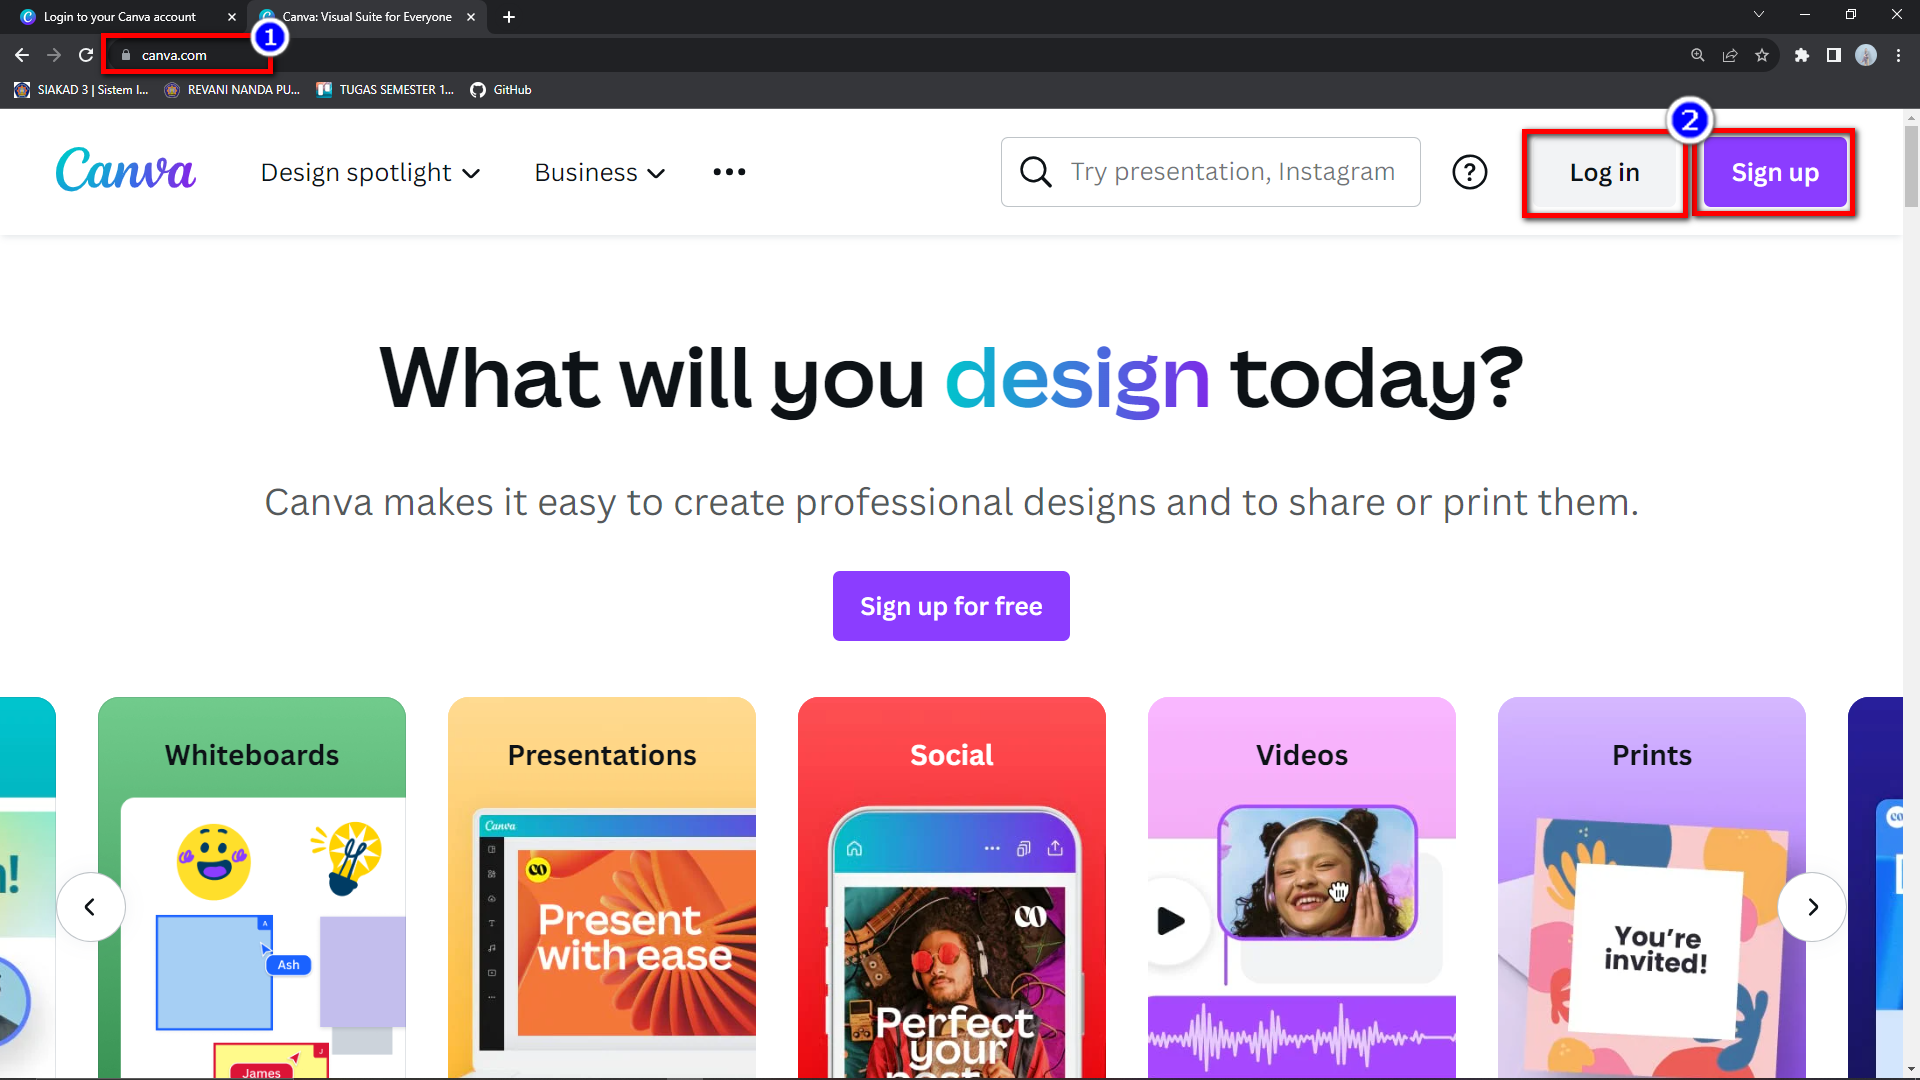 Login to your Canva account
Canva: Visual Suite for Everyone
1
canva.com
SIAKAD 3 | Sistem I...
REVANI NANDA PU...
TUGAS SEMESTER 1...
GitHub
2
Canva
Design spotlight
Business
Try presentation, Instagram
Log in
Sign up
What will you design today?
Canva makes it easy to create professional designs and to share or print them.
Sign up for free
Whiteboards
Ash
James
Presentations
Canva
Present
with ease
Social
Perfect
your
Videos
Prints
You're
invited!